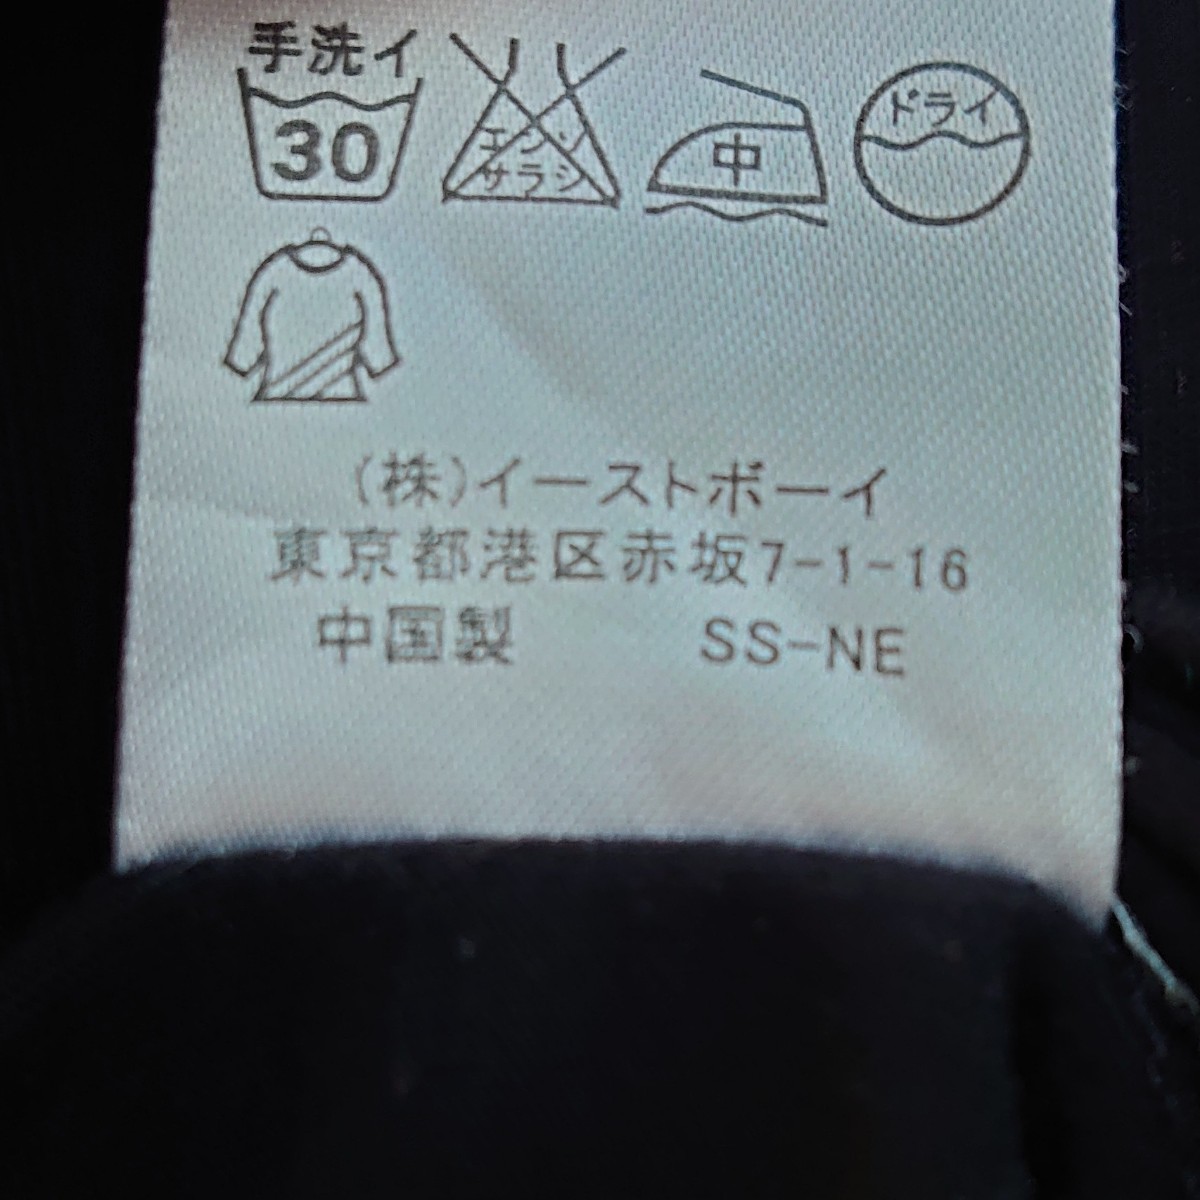 手洗イ
30
エンソ
サラシ
中
ドライ
(株)イーストボーイ
東京都港区赤坂7-1-16
中国製 SS-NE